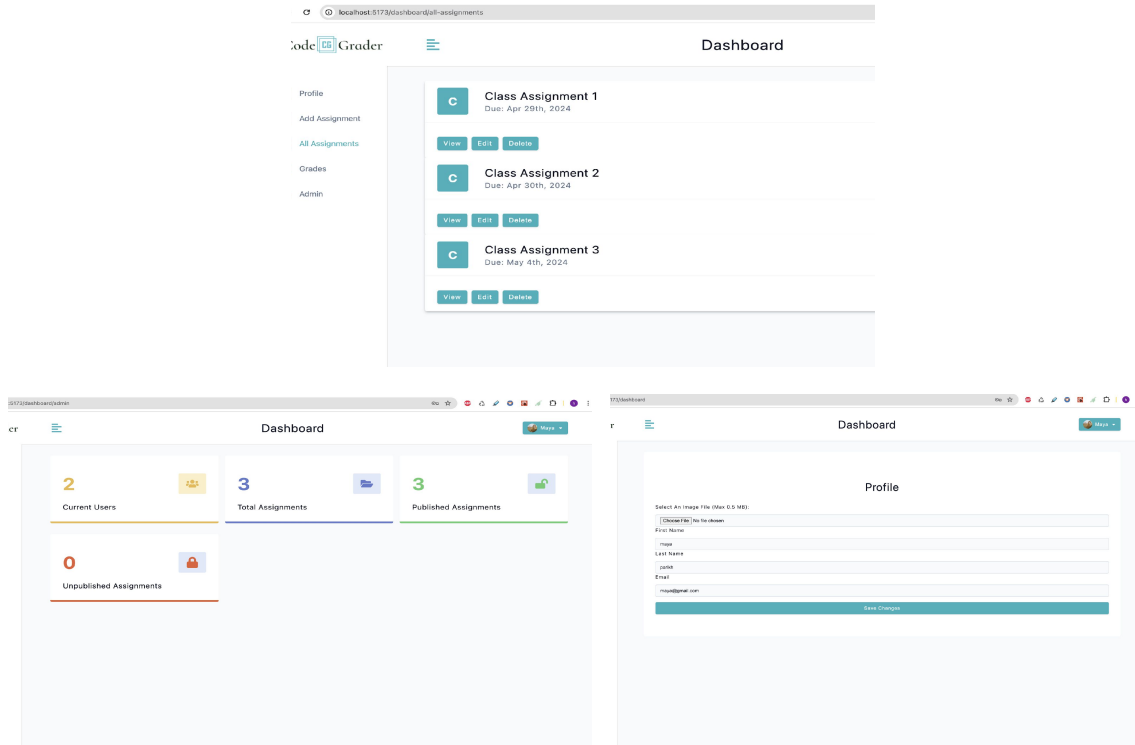 localhost:5173/dashboard/all-assignments
Code CG Grader
Dashboard
Profile
Add Assignment
All Assignments
Grades
Admin
C
Class Assignment 1
Due: Apr 29th, 2024
View Edit Delete
C
Class Assignment 2
Due: Apr 30th, 2024
View Edit Delete
C
Class Assignment 3
Due: May 4th, 2024
View Edit Delete
:5173/dashboard/admin
er
Dashboard
Maya
2
Current Users
3
Total Assignments
3
Published Assignments
0
Unpublished Assignments
173/dashboard
r
Dashboard
Maya
Profile
Select An Image File (Max 0.5 MB):
Choose File No file chosen
First Name
maya
Last Name
parikh
Email
maya@gmail.com
Save Changes